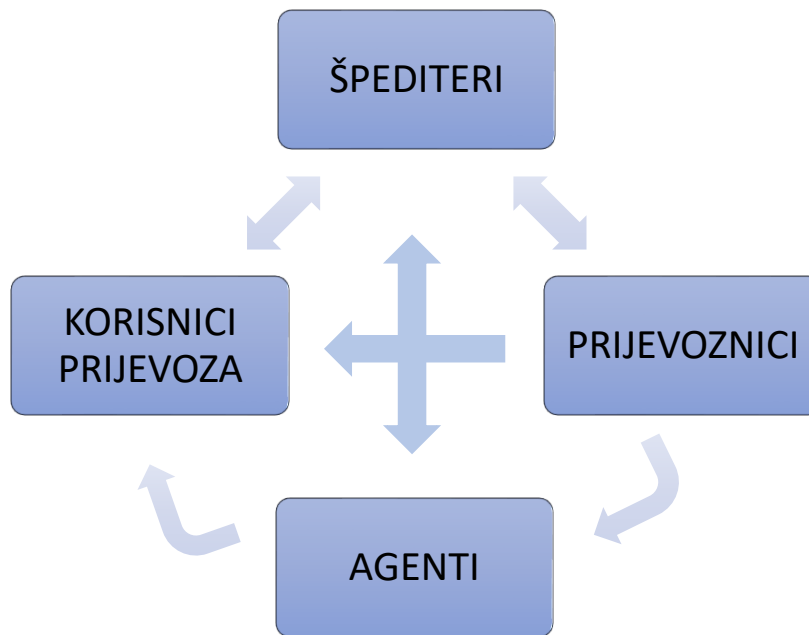 ŠPEDITERI
KORISNICI
PRIJEVOZA
PRIJEVOZNICI
AGENTI